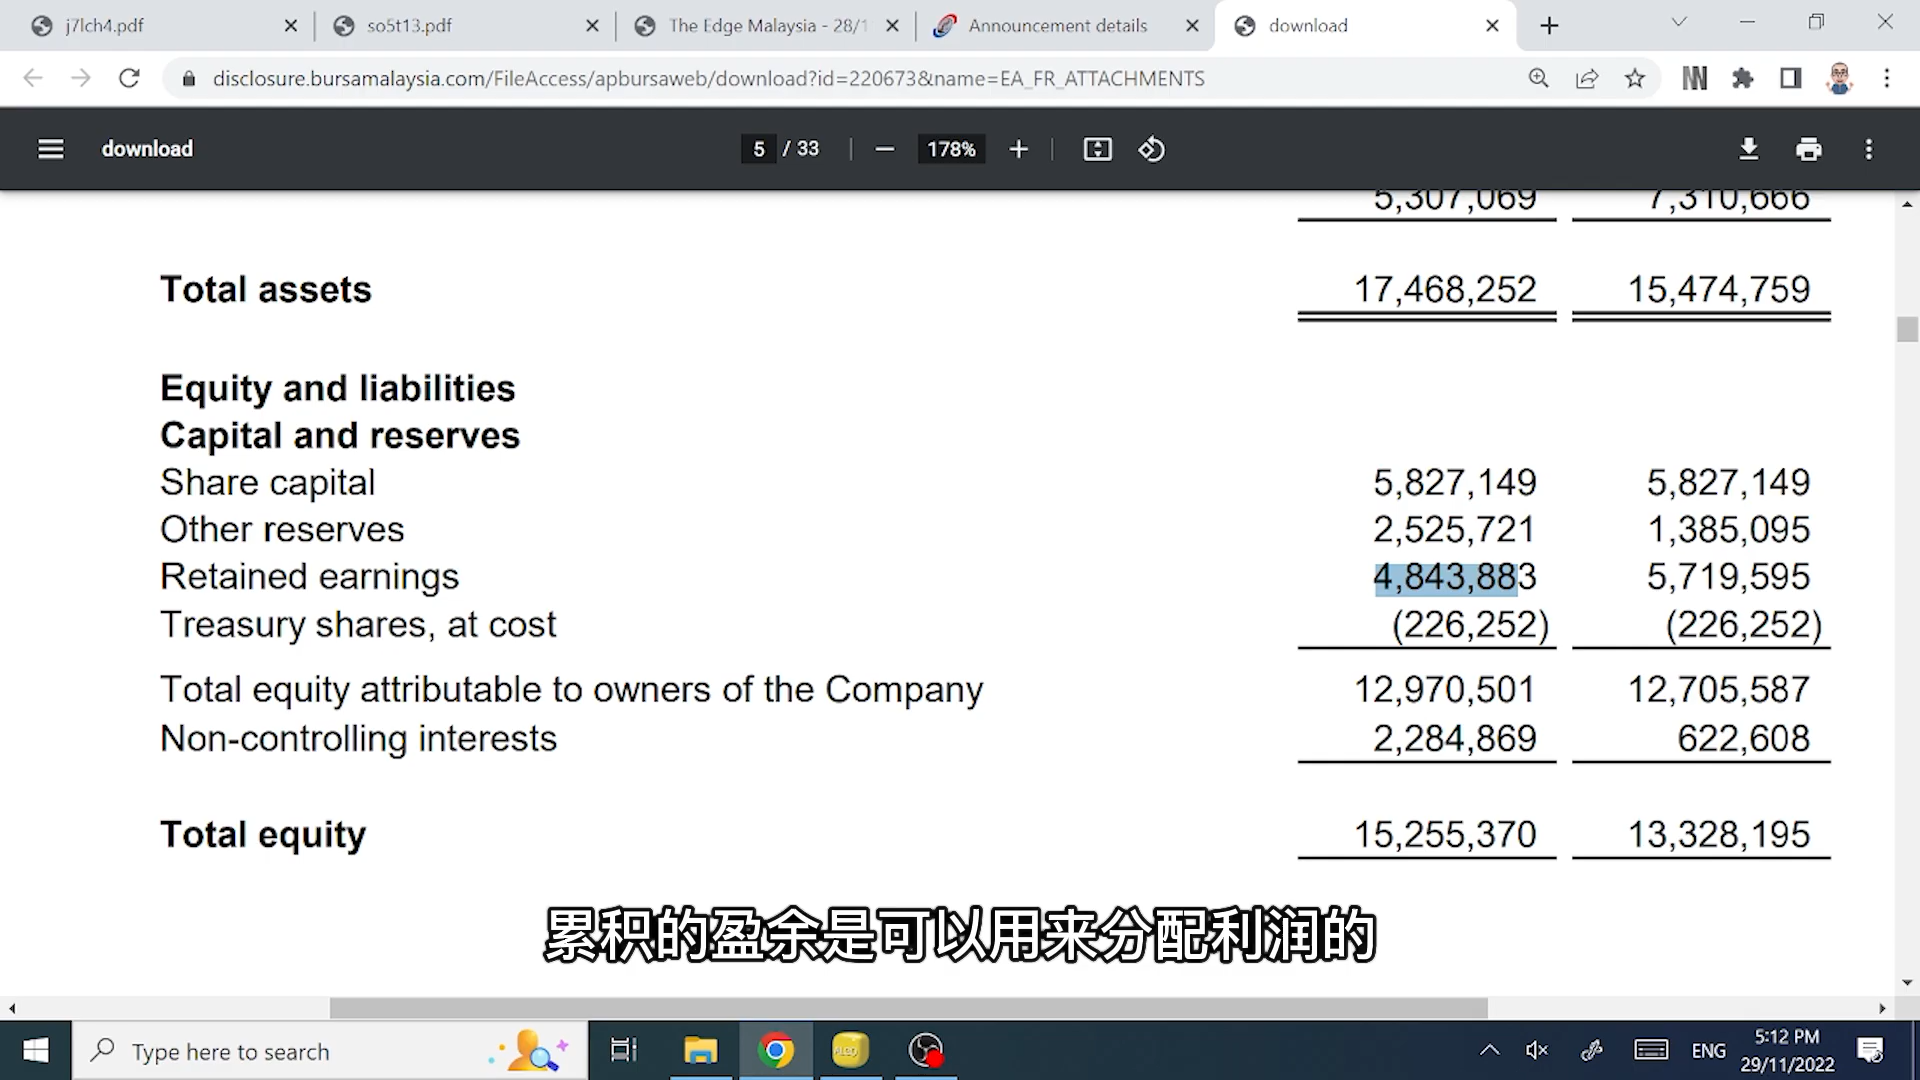 j7lch4.pdf
so5t13.pdf
The Edge Malaysia - 28/1
Announcement details
download
disclosure.bursamalaysia.com/FileAccess/apbursaweb/download?id=220673&name=EA_FR_ATTACHMENTS
download
5 / 33
178%
5,307,069 7,310,666
Total assets 17,468,252 15,474,759
Equity and liabilities
Capital and reserves
Share capital 5,827,149 5,827,149
Other reserves 2,525,721 1,385,095
Retained earnings 4,843,883 5,719,595
Treasury shares, at cost (226,252) (226,252)
Total equity attributable to owners of the Company 12,970,501 12,705,587
Non-controlling interests 2,284,869 622,608
Total equity 15,255,370 13,328,195
累积的盈余是可以用来分配利润的
Type here to search
ENG
5:12 PM
29/11/2022